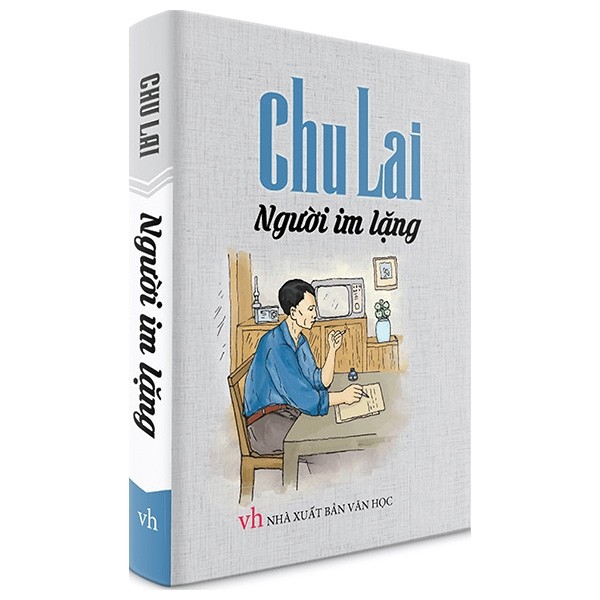 Chu Lai
Người im lặng
vh NHÀ XUẤT BẢN VĂN HỌC
CHU LAI
Người im lặng
vh